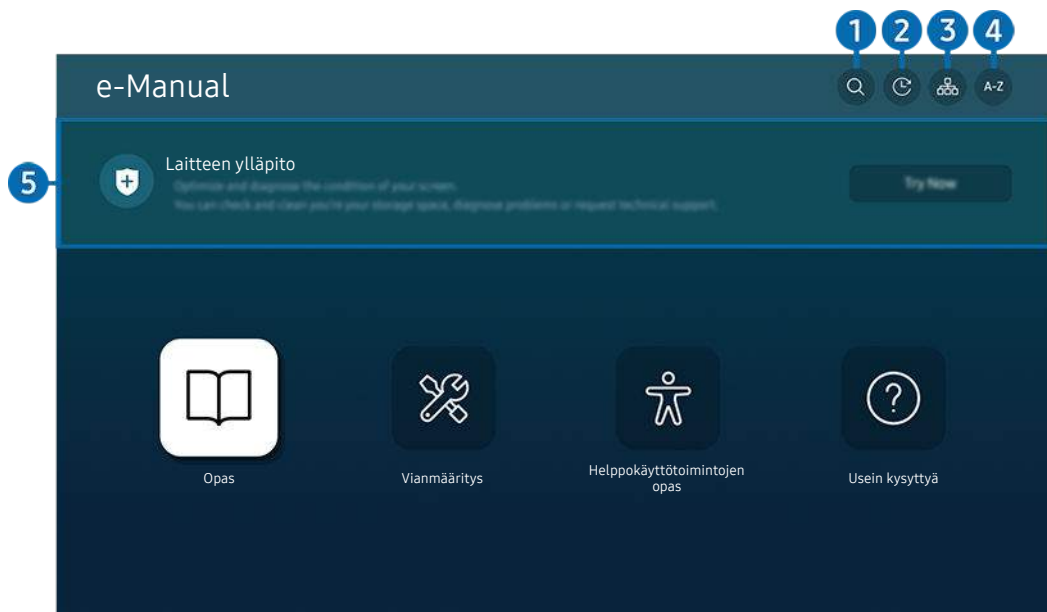 1 2 3 4
e-Manual
A-Z
5
Laitteen ylläpito
Optimize and diagnose the condition of your screen.
Try Now
You can check and clean you're your storage space, diagnose problems or request technical support.
Opas
Vianmääritys
Helppokäyttötoimintojen
opas
Usein kysyttyä